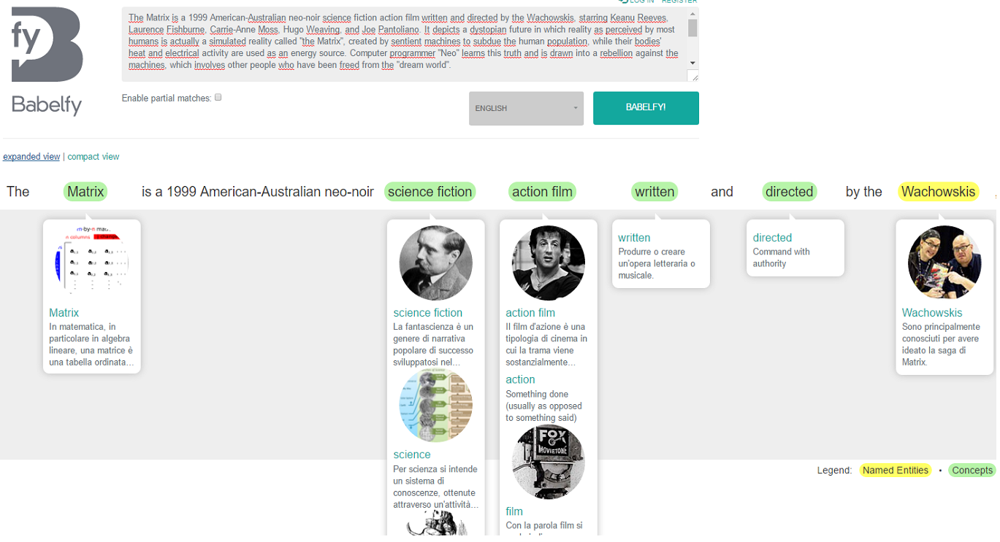 LOG IN REGISTER
fy
Babelfy
The Matrix is a 1999 American-Australian neo-noir science fiction action film written and directed by the Wachowskis, starring Keanu Reeves,
Laurence Fishburne, Carrie-Anne Moss, Hugo Weaving, and Joe Pantoliano. It depicts a dystopian future in which reality as perceived by most
humans is actually a simulated reality called "the Matrix", created by sentient machines to subdue the human population, while their bodies'
heat and electrical activity are used as an energy source. Computer programmer "Neo" learns this truth and is drawn into a rebellion against the
machines, which involves other people who have been freed from the "dream world".
Enable partial matches:
ENGLISH
BABELFY!
expanded view | compact view
The Matrix is a 1999 American-Australian neo-noir science fiction action film written and directed by the Wachowskis ,
m-by-n
n columns
Matrix
In matematica, in
particolare in algebra
lineare, una matrice è
una tabella ordinata...
science fiction
La fantascienza è un
genere di narrativa
popolare di successo
sviluppatosi nel...
science
Per scienza si intende
un sistema di
conoscenze, ottenute
attraverso un'attività...
action film
Il film d'azione è una
tipologia di cinema in
cui la trama viene
sostanzialmente...
action
Something done
(usually as opposed
to something said)
FOX
MOVIETONE
film
Con la parola film si
written
Produrre o creare
un'opera letteraria o
musicale.
directed
Command with
authority
Wachowskis
Sono principalmente
conosciuti per avere
ideato la saga di
Matrix.
Legend: Named Entities • Concepts